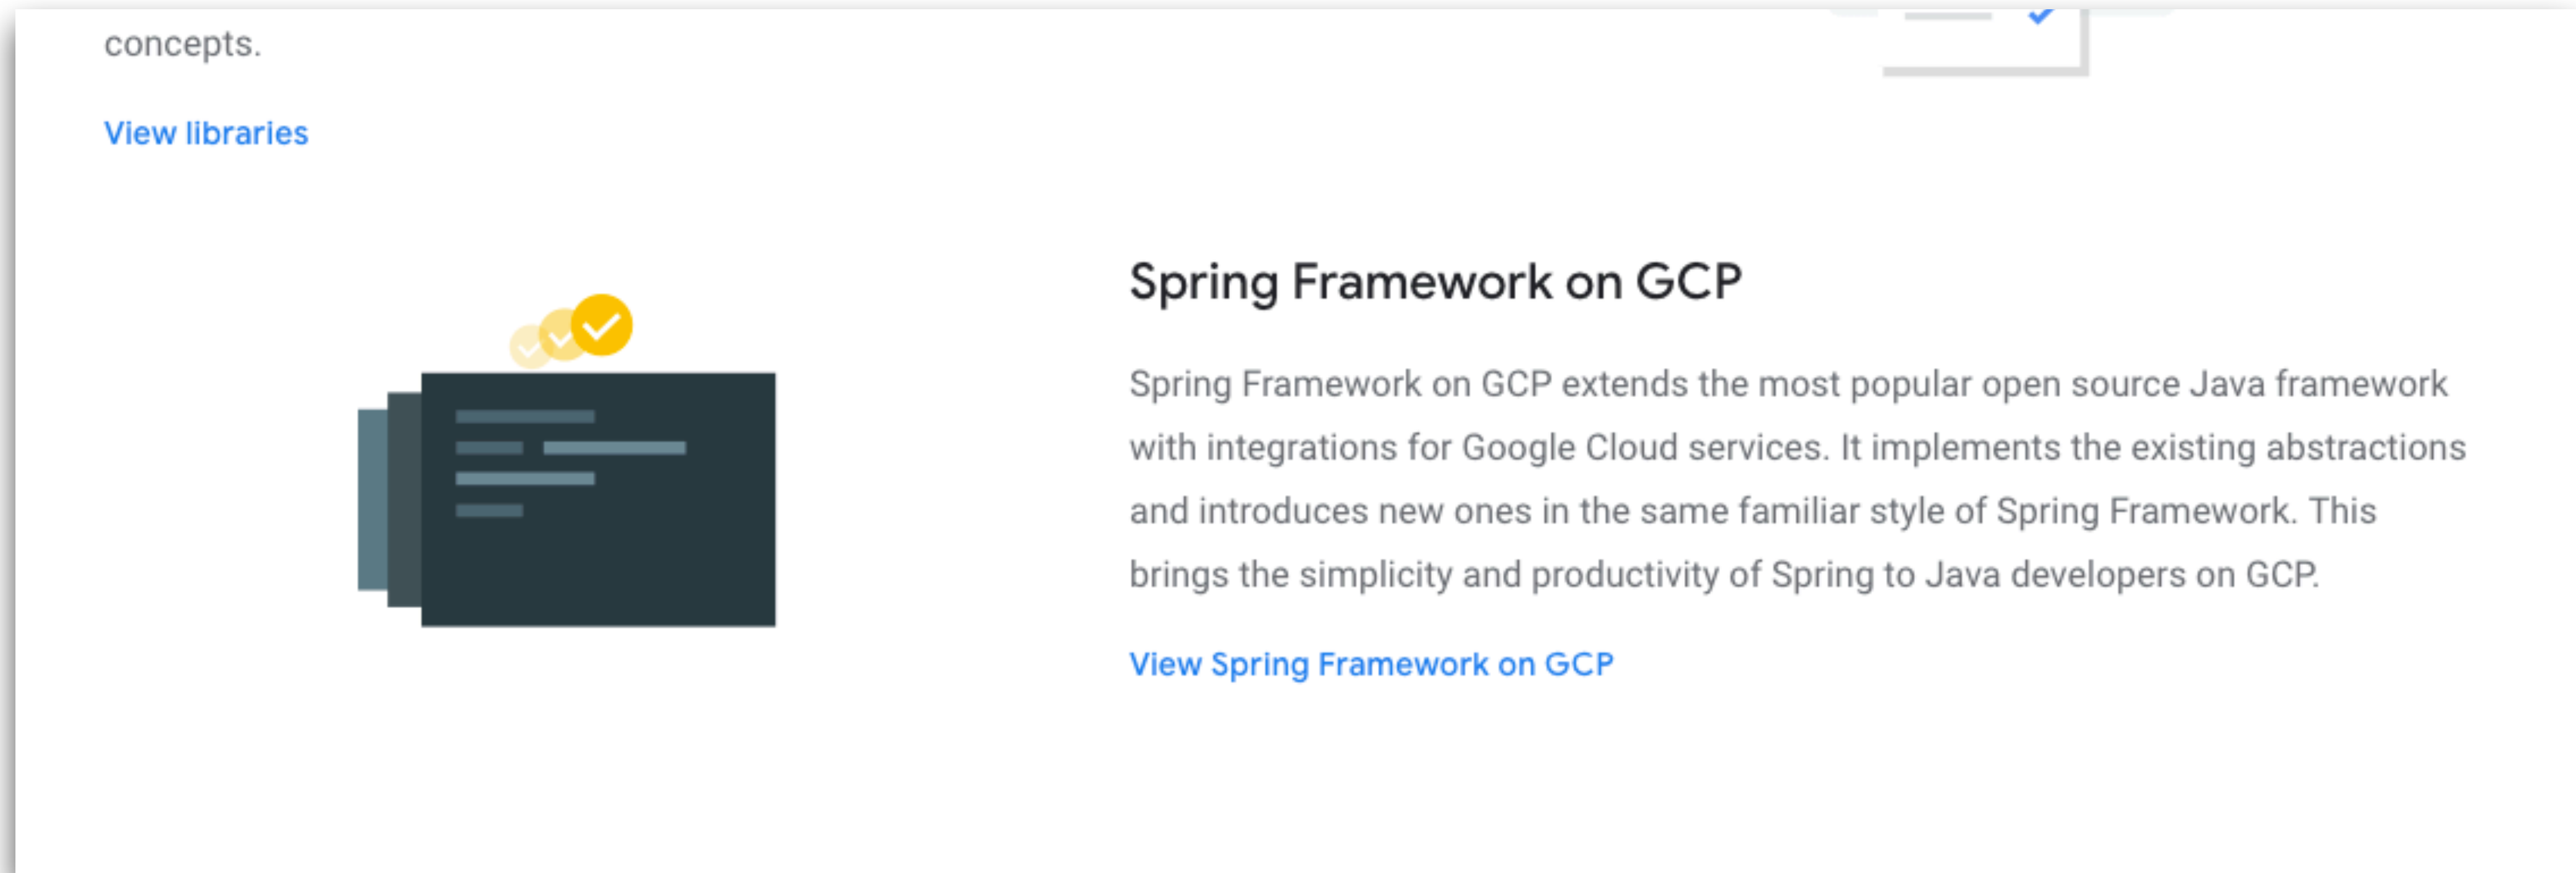 concepts.
View libraries
Spring Framework on GCP
Spring Framework on GCP extends the most popular open source Java framework
with integrations for Google Cloud services. It implements the existing abstractions
and introduces new ones in the same familiar style of Spring Framework. This
brings the simplicity and productivity of Spring to Java developers on GCP.
View Spring Framework on GCP